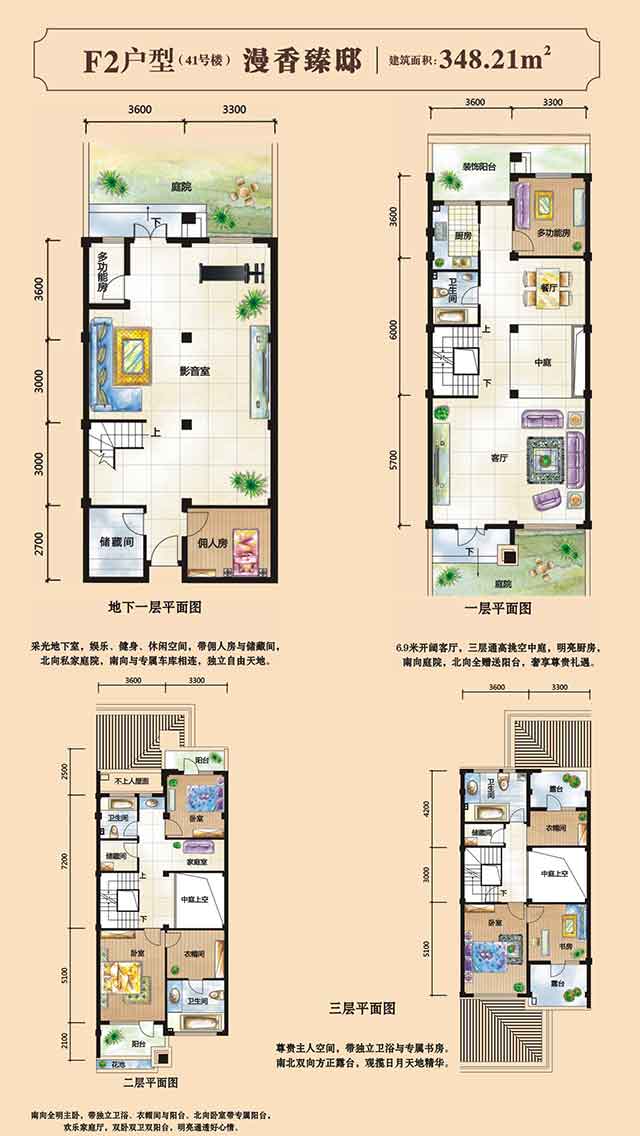 F2户型（41号楼） 漫香臻邸 建筑面积:348.21m²
3600 3300
庭院
下
多功能房
影音室
上
储藏间
佣人房
3600
3000
3000
2700
地下一层平面图
采光地下室，娱乐、健身、休闲空间，带佣人房与储藏间，
北向私家庭院，南向与专属车库相连，独立自由天地。
3600 3300
装饰阳台
厨房
多功能房
卫生间
餐厅
上
中庭
下
客厅
下
庭院
3600
6000
5700
一层平面图
6.9米开阔客厅，三层通高挑空中庭，明亮厨房，
南向庭院，北向全赠送阳台，奢享尊贵礼遇。
3600 3300
阳台
不上人屋面
卫生间
卧室
储藏间
家庭室
上
中庭上空
下
卧室
衣帽间
卫生间
阳台
花池
2500
7200
5100
2100
二层平面图
南向全明主卧，带独立卫浴、衣帽间与阳台、北向卧室带专属阳台，
欢乐家庭厅，双卧双卫双阳台，明亮通透好心情。
3600 3300
卫生间
露台
储藏间
衣帽间
中庭上空
下
卧室
书房
露台
4200
3000
5100
三层平面图
尊贵主人空间，带独立卫浴与专属书房。
南北双向方正露台，观揽日月天地精华。